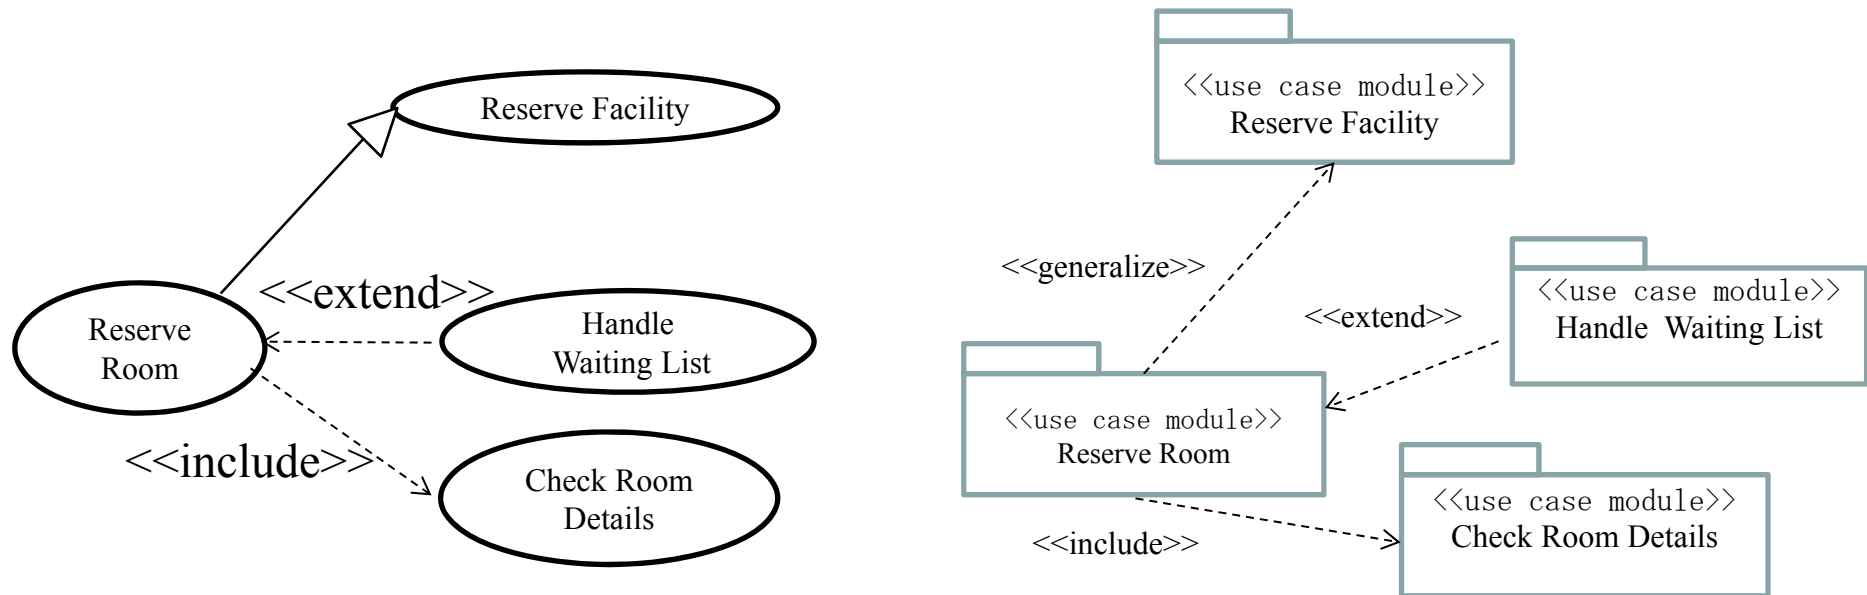 Reserve Facility
<<extend>>
Reserve
Room
Handle
Waiting List
<<include>>
Check Room
Details
<<use case module>>
Reserve Facility
<<generalize>>
<<extend>>
<<use case module>>
Handle Waiting List
<<use case module>>
Reserve Room
<<include>>
<<use case module>>
Check Room Details